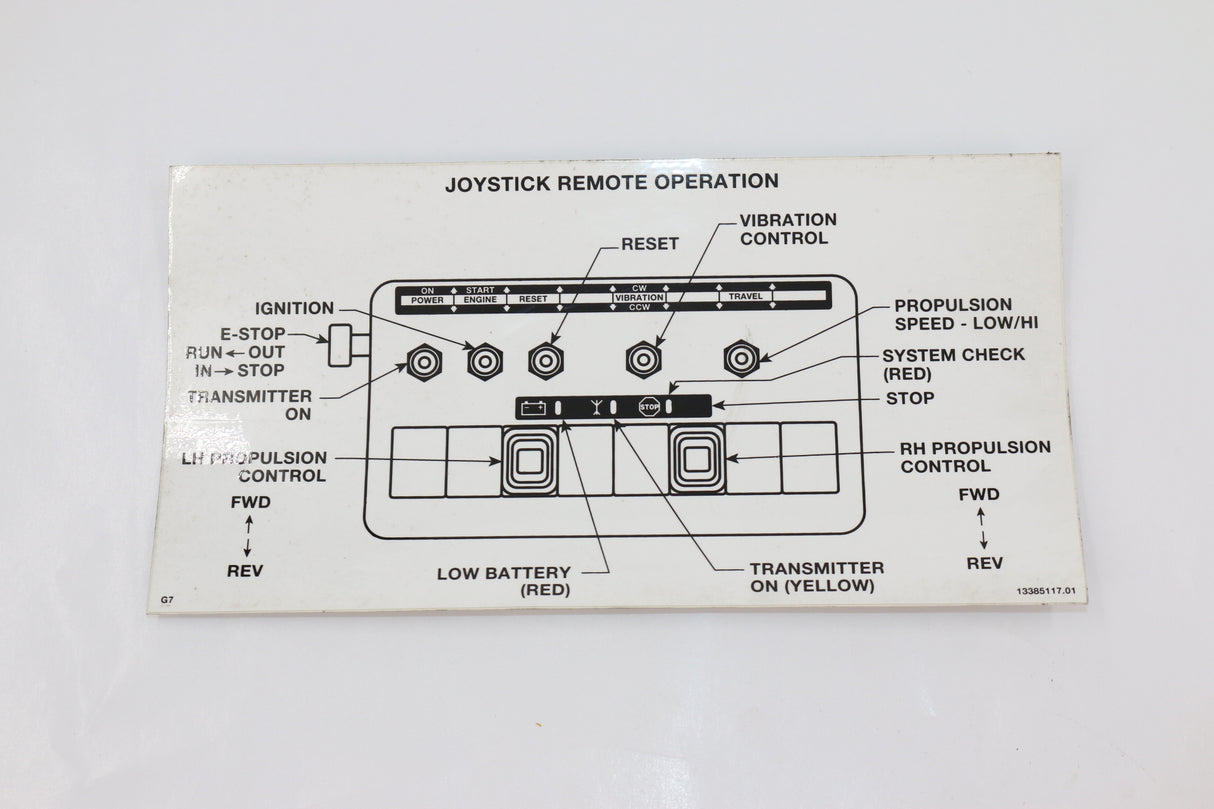 JOYSTICK REMOTE OPERATION
VIBRATION
CONTROL
RESET
IGNITION
E-STOP
RUN ← OUT
IN → STOP
TRANSMITTER
ON
ON
POWER
START
ENGINE
RESET
CW
VIBRATION
CCW
TRAVEL
PROPULSION
SPEED - LOW/HI
SYSTEM CHECK
(RED)
STOP
STOP
LH PROPULSION
CONTROL
FWD
REV
RH PROPULSION
CONTROL
FWD
REV
LOW BATTERY
(RED)
TRANSMITTER
ON (YELLOW)
G7
13385117.01